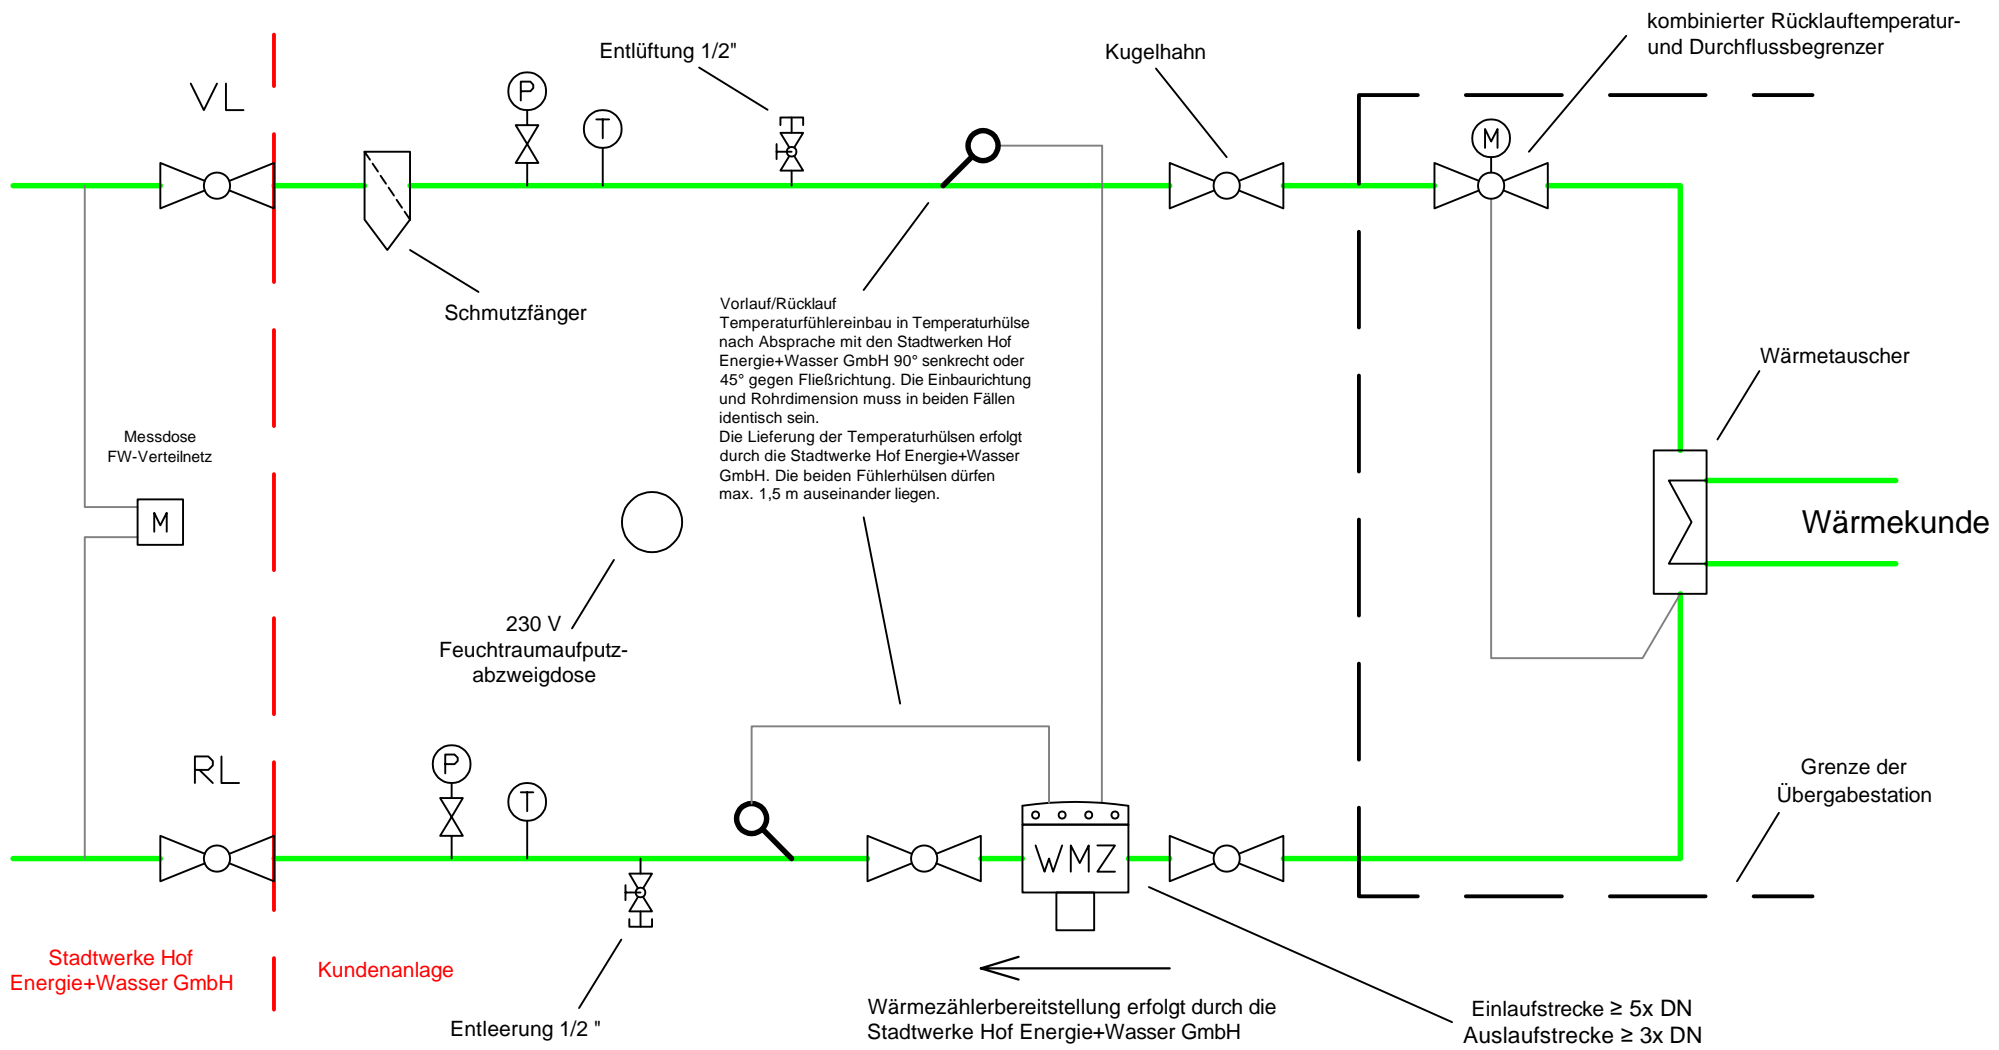 kombinierter Rücklauftemperatur-
und Durchflussbegrenzer
Entlüftung 1/2"
Kugelhahn
VL
P
T
M
Schmutzfänger
Vorlauf/Rücklauf
Temperaturfühlereinbau in Temperaturhülse
nach Absprache mit den Stadtwerken Hof
Energie+Wasser GmbH 90° senkrecht oder
45° gegen Fließrichtung. Die Einbaurichtung
und Rohrdimension muss in beiden Fällen
identisch sein.
Die Lieferung der Temperaturhülsen erfolgt
durch die Stadtwerke Hof Energie+Wasser
GmbH. Die beiden Fühlerhülsen dürfen
max. 1,5 m auseinander liegen.
Wärmetauscher
Messdose
FW-Verteilnetz
M
Wärmekunde
230 V
Feuchtraumaufputz-
abzweigdose
RL
P
T
WMZ
Grenze der
Übergabestation
Stadtwerke Hof
Energie+Wasser GmbH
Kundenanlage
Entleerung 1/2 "
Wärmezählerbereitstellung erfolgt durch die
Stadtwerke Hof Energie+Wasser GmbH
Einlaufstrecke ≥ 5x DN
Auslaufstrecke ≥ 3x DN